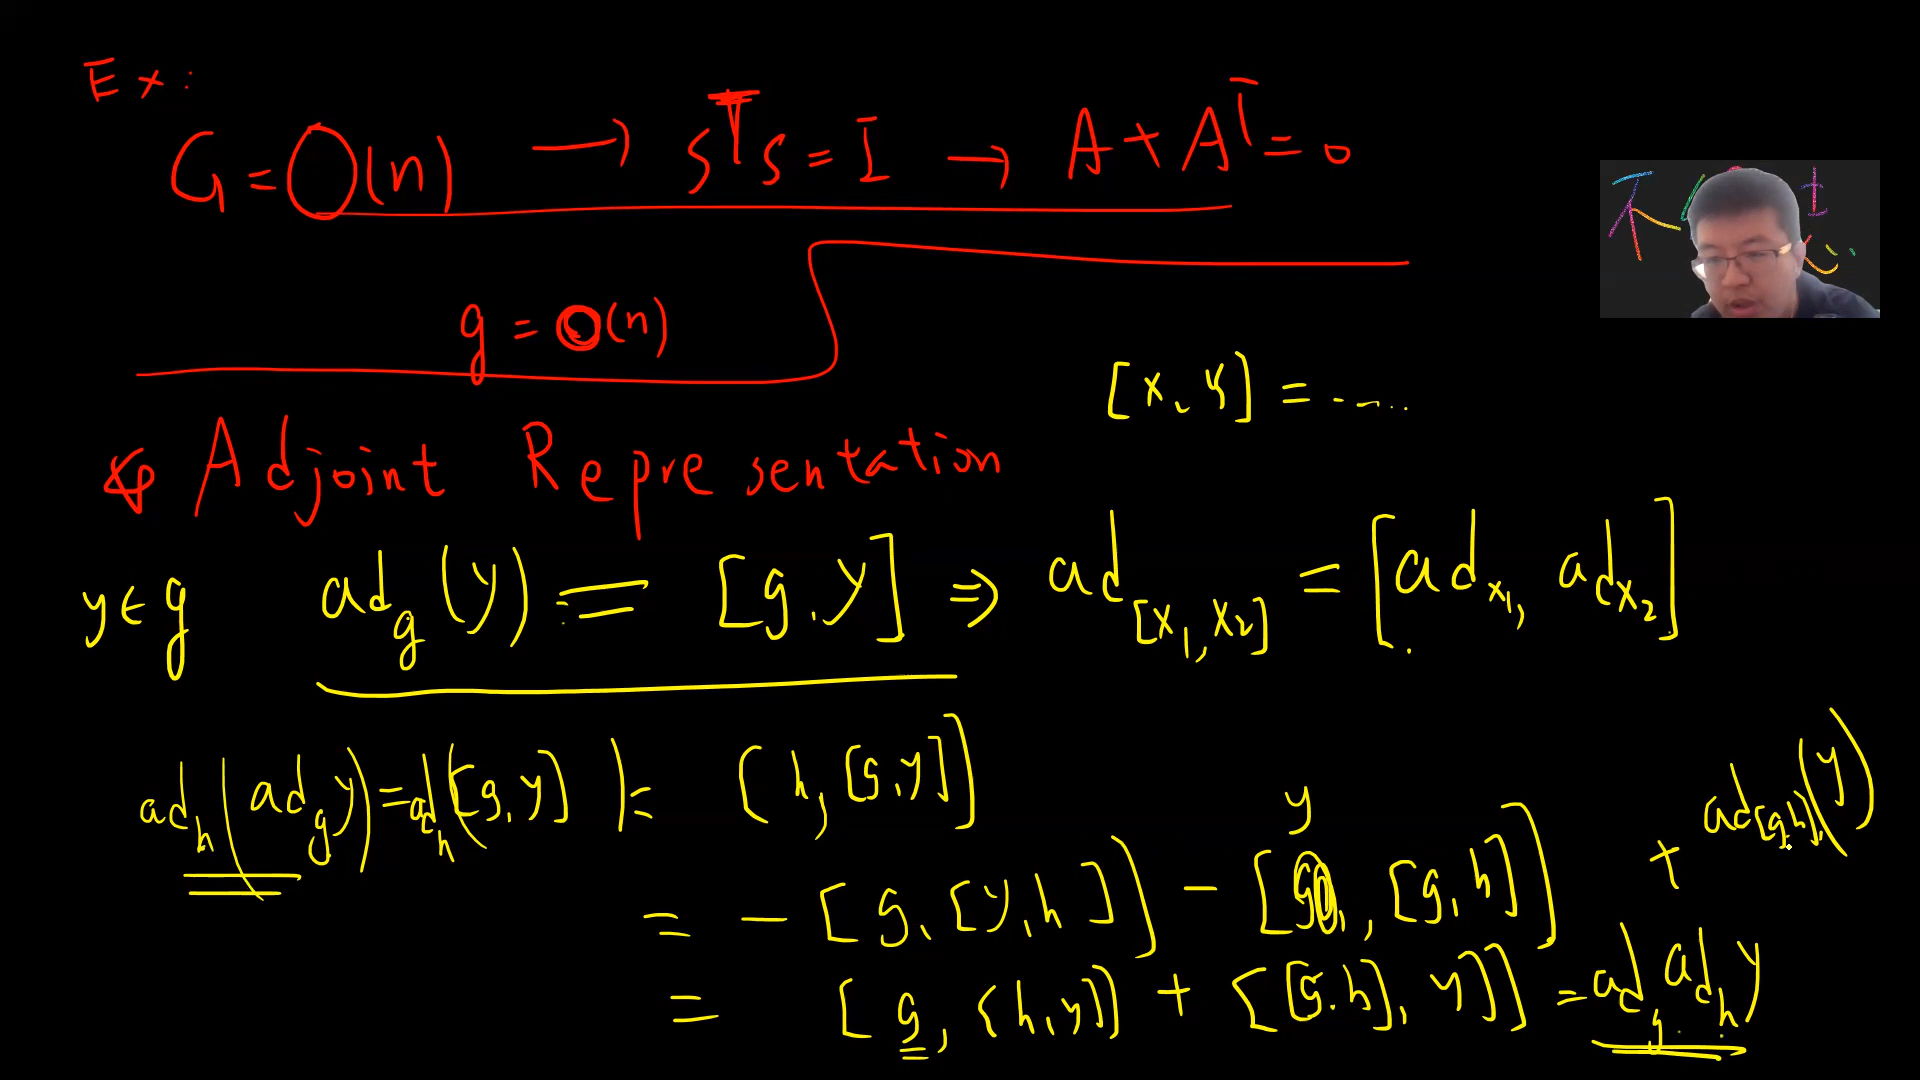 Ex:
G = O(n) → SᵀS = I → A + Aᵀ = 0
g = O(n)
[x, y] = .....
Adjoint Representation
y ∈ g ad_g(y) := [g, y] ⇒ ad_[x₁, x₂] = [ad_x₁, ad_x₂]
ad_h(ad_g y) = ad_h([g, y]) = [h, [g, y]]
y
= - [g, [y, h]] - [ , [g, h]] + ad_[g,h](y)
= [g, [h, y]] + [[g, h], y]] = ad_g ad_h y